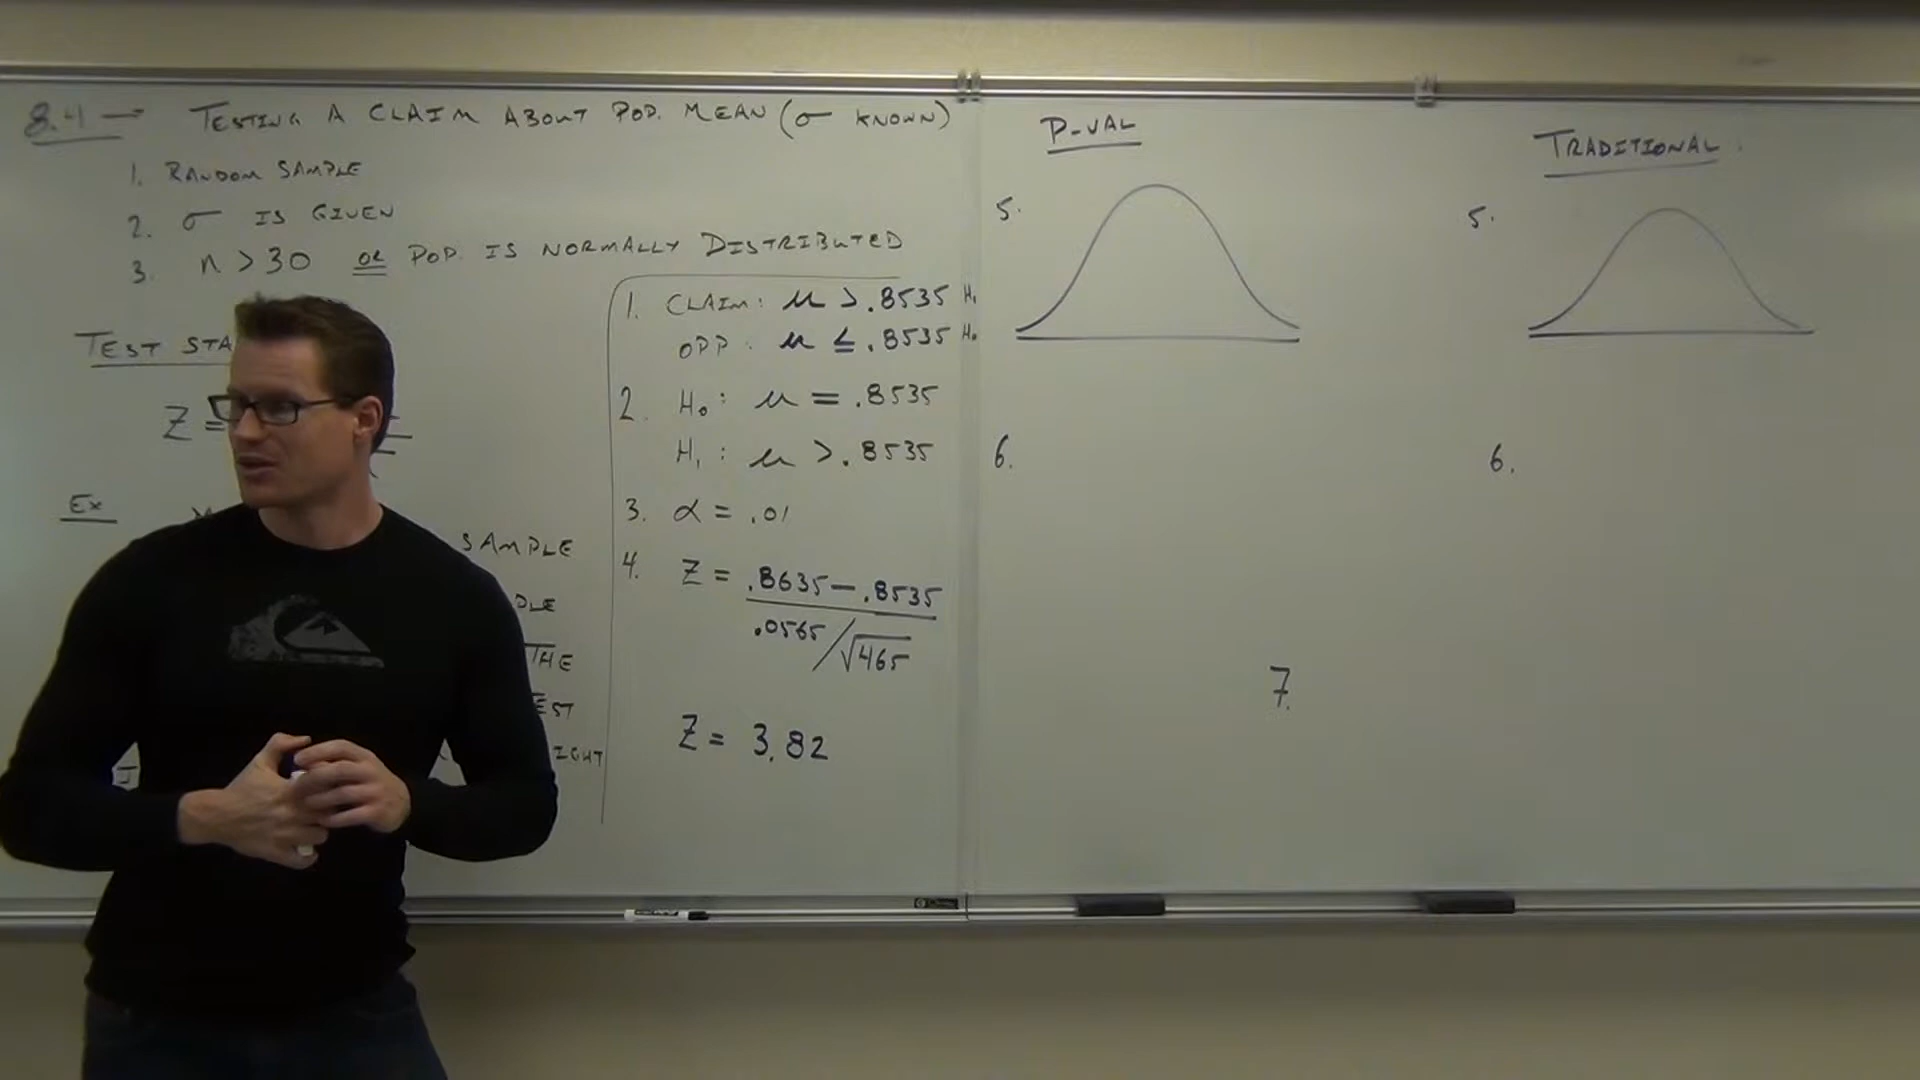 8.4 → TESTING A CLAIM ABOUT POP. MEAN (σ KNOWN)
1. RANDOM SAMPLE
2. σ IS GIVEN
3. n > 30 OR POP. IS NORMALLY DISTRIBUTED
TEST STA
Z =
Ex
SAMPLE
PLE
THE
EST
IGHT
1. CLAIM: μ > .8535 H₁
OPP: μ ≤ .8535 H₀
2. H₀: μ = .8535
H₁: μ > .8535
3. α = .01
4. Z = .8635 - .8535
.0565/√465
Z = 3.82
P-VAL
5.
6.
7.
TRADITIONAL:
5.
6.